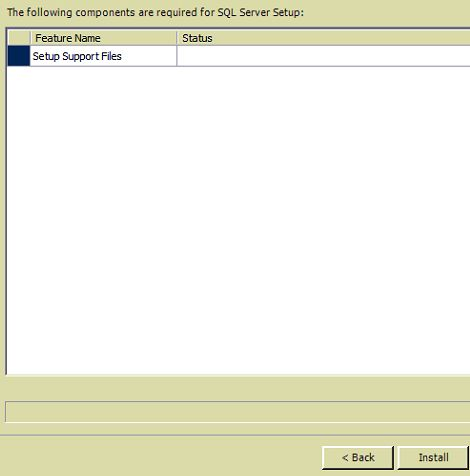 The following components are required for SQL Server Setup:
Feature Name Status
Setup Support Files
< Back Install